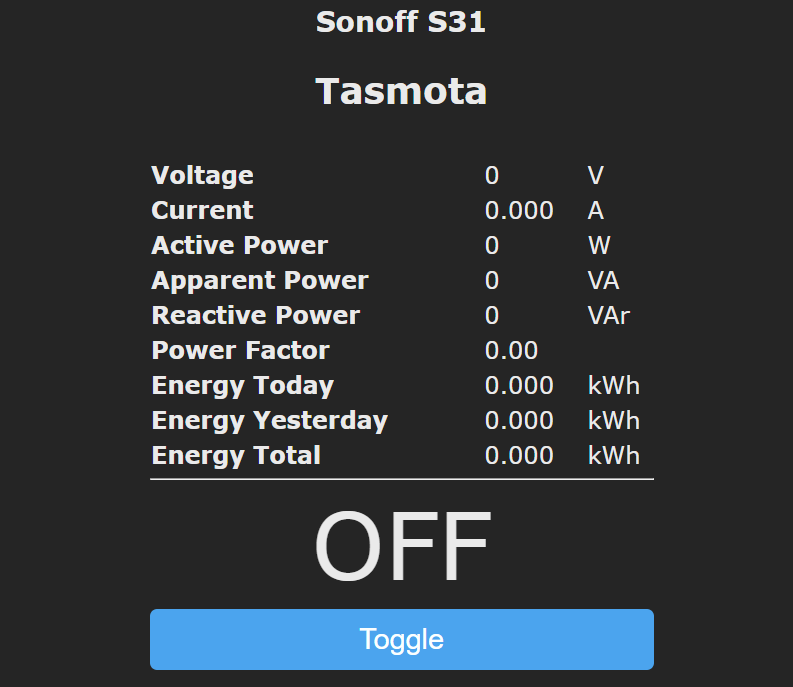 Sonoff S31
Tasmota
Voltage 0 V
Current 0.000 A
Active Power 0 W
Apparent Power 0 VA
Reactive Power 0 VAr
Power Factor 0.00
Energy Today 0.000 kWh
Energy Yesterday 0.000 kWh
Energy Total 0.000 kWh
OFF
Toggle